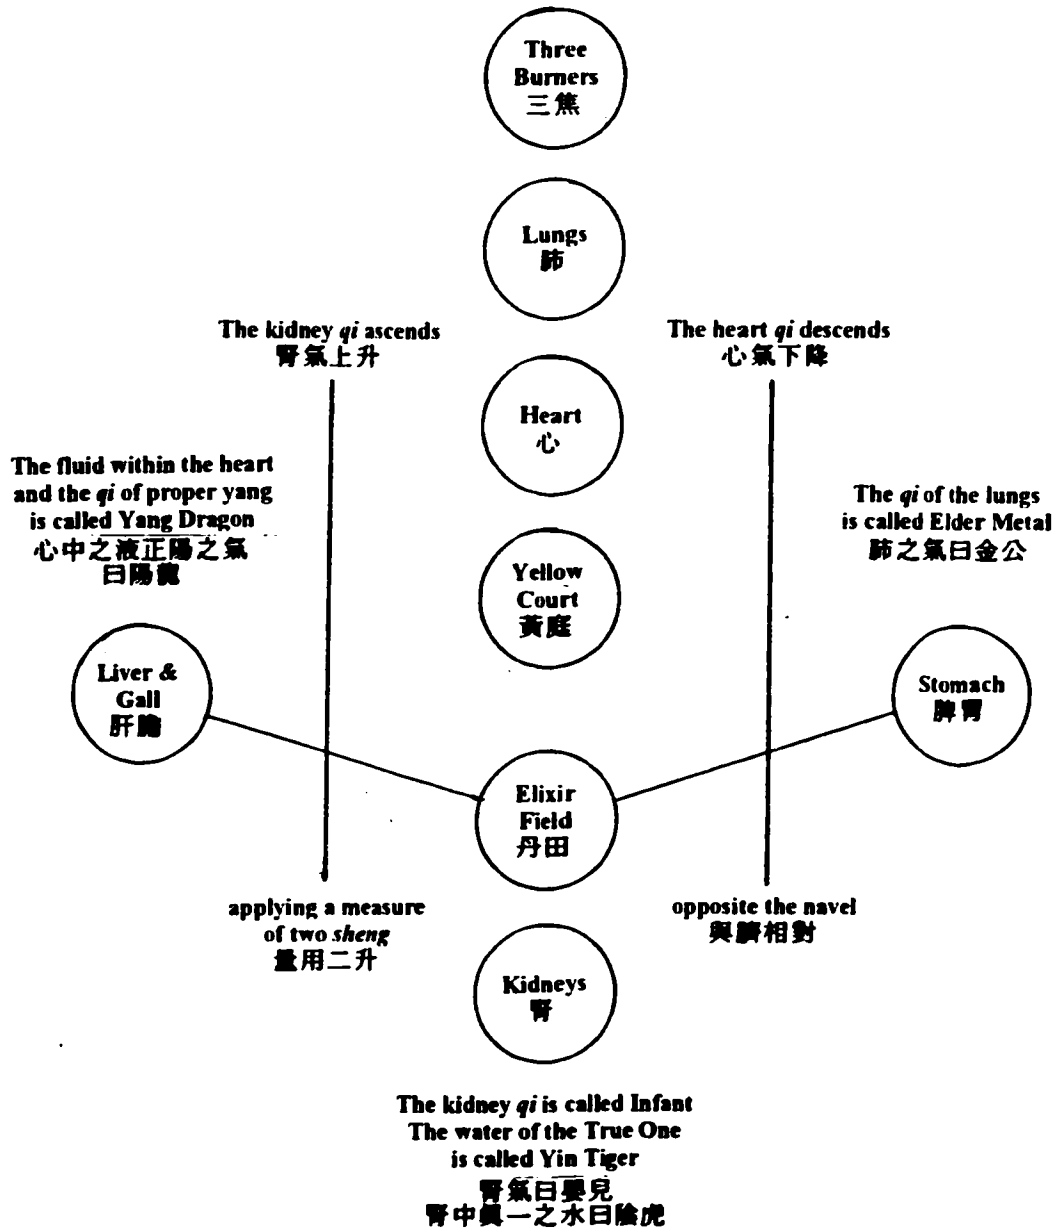 Three
Burners
三焦
Lungs
肺
The kidney qi ascends
腎氣上升
The heart qi descends
心氣下降
Heart
心
The fluid within the heart
and the qi of proper yang
is called Yang Dragon
心中之液正陽之氣
曰陽龍
The qi of the lungs
is called Elder Metal
肺之氣曰金公
Yellow
Court
黃庭
Liver &
Gall
肝膽
Stomach
脾胃
Elixir
Field
丹田
applying a measure
of two sheng
量用二升
opposite the navel
與臍相對
Kidneys
腎
The kidney qi is called Infant
The water of the True One
is called Yin Tiger
腎氣曰嬰兒
腎中真一之水曰陰虎